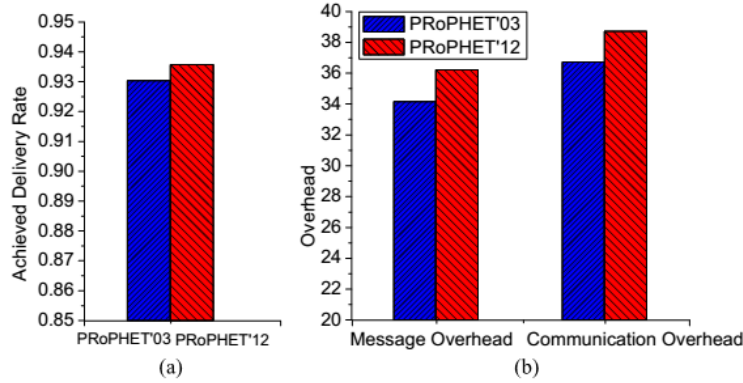 Achieved Delivery Rate
0.95
0.94
0.93
0.92
0.91
0.90
0.89
0.88
0.87
0.86
0.85
PRoPHET'03 PRoPHET'12
(a)
Overhead
40
38
36
34
32
30
28
26
24
22
20
PRoPHET'03
PRoPHET'12
Message Overhead Communication Overhead
(b)